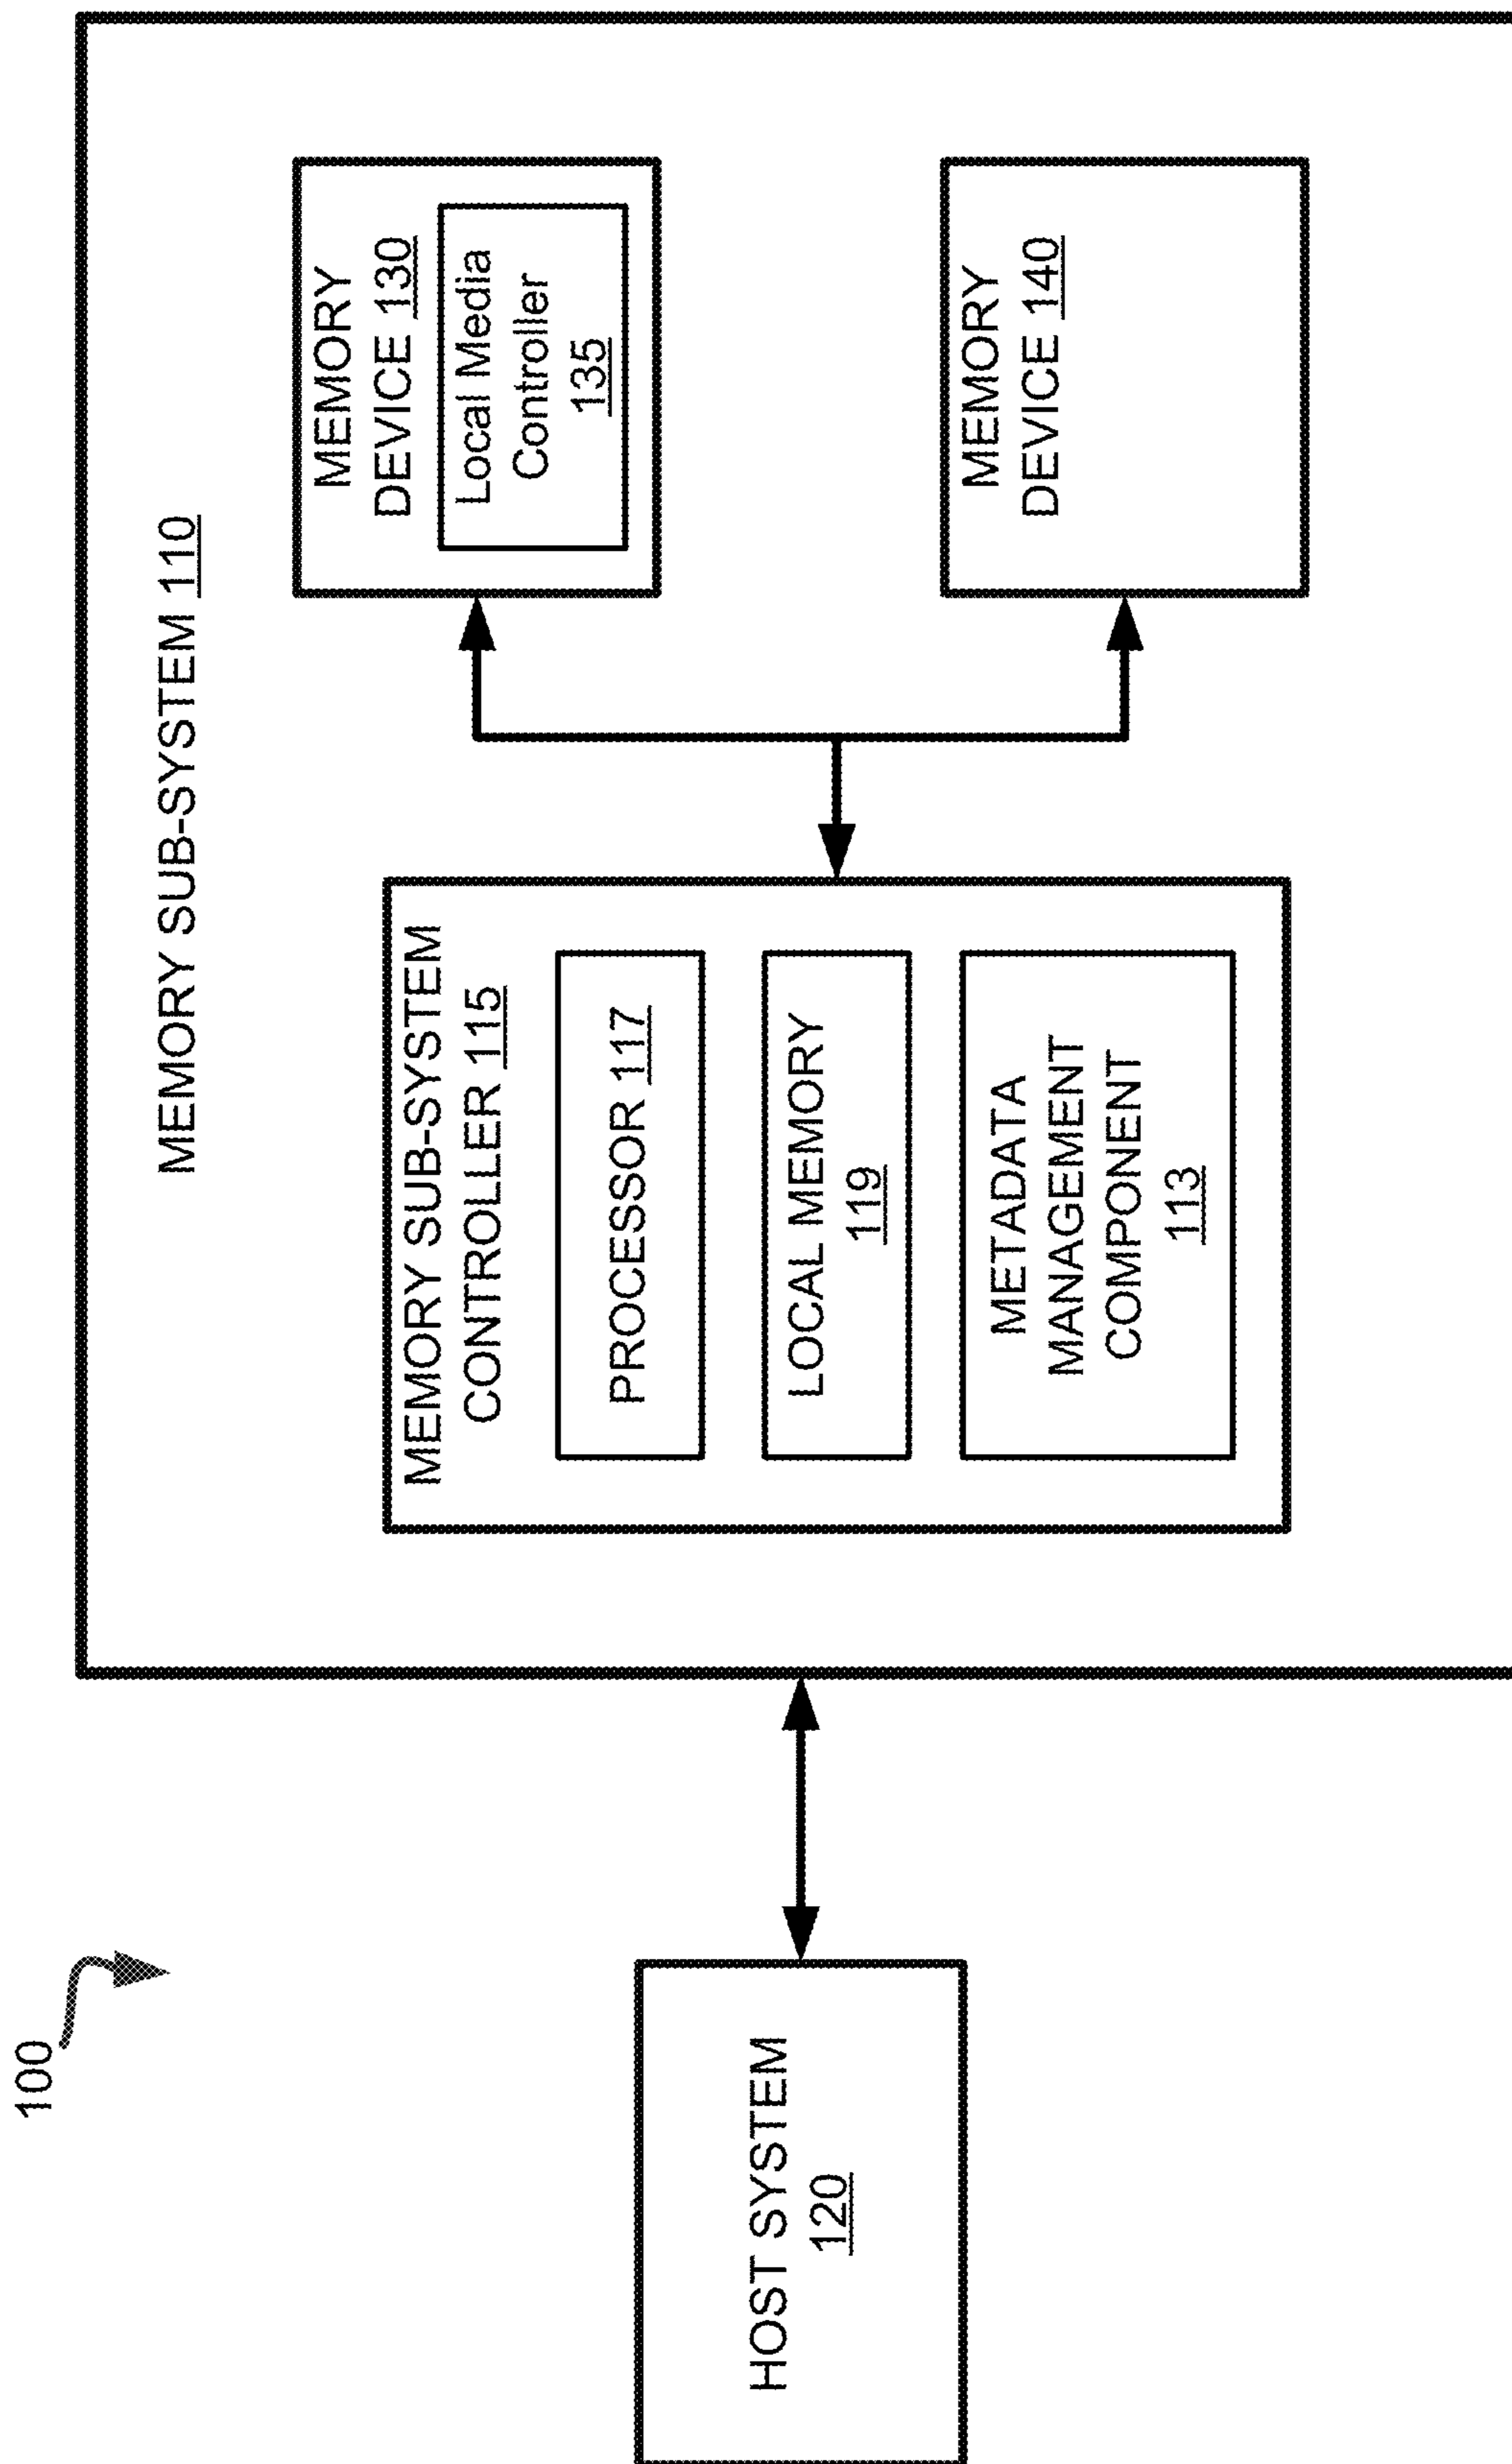 100
HOST SYSTEM
120
MEMORY SUB-SYSTEM 110
MEMORY SUB-SYSTEM
CONTROLLER 115
PROCESSOR 117
LOCAL MEMORY
119
METADATA
MANAGEMENT
COMPONENT
113
MEMORY
DEVICE 130
Local Media
Controller
135
MEMORY
DEVICE 140